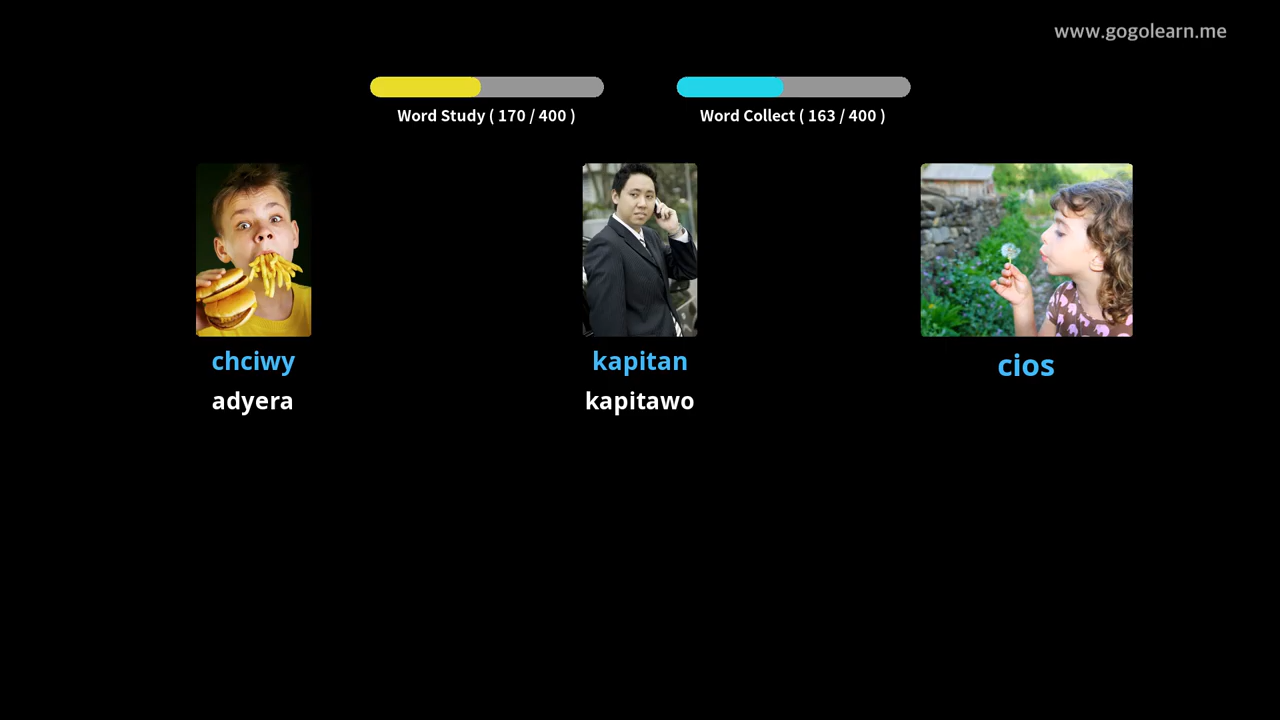 www.gogolearn.me
Word Study ( 170 / 400 )
Word Collect ( 163 / 400 )
chciwy
adyera
kapitan
kapitawo
cios